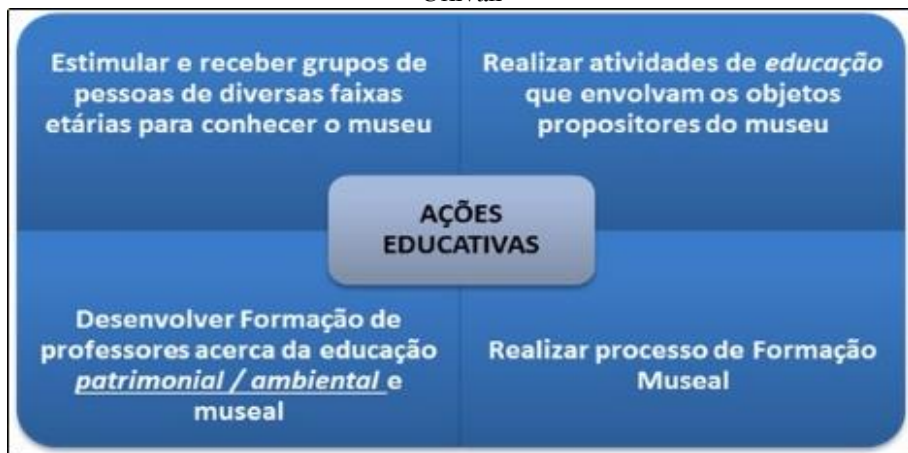 Estimular e receber grupos de
pessoas de diversas faixas
etárias para conhecer o museu
Realizar atividades de educação
que envolvam os objetos
propositores do museu
AÇÕES
EDUCATIVAS
Desenvolver Formação de
professores acerca da educação
patrimonial / ambiental e
museal
Realizar processo de Formação
Museal